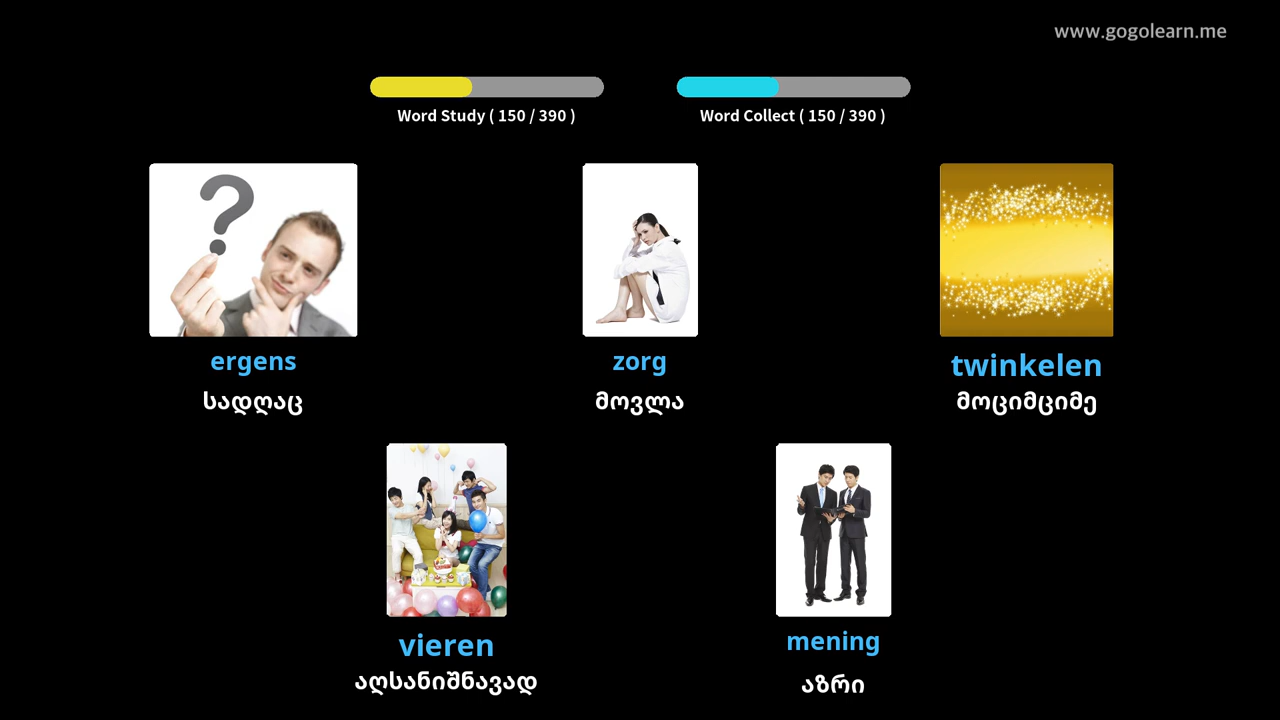 www.gogolearn.me
Word Study ( 150 / 390 )
Word Collect ( 150 / 390 )
?
ergens
სადღაც
zorg
მოვლა
twinkelen
მოციმციმე
vieren
აღსანიშნავად
mening
აზრი